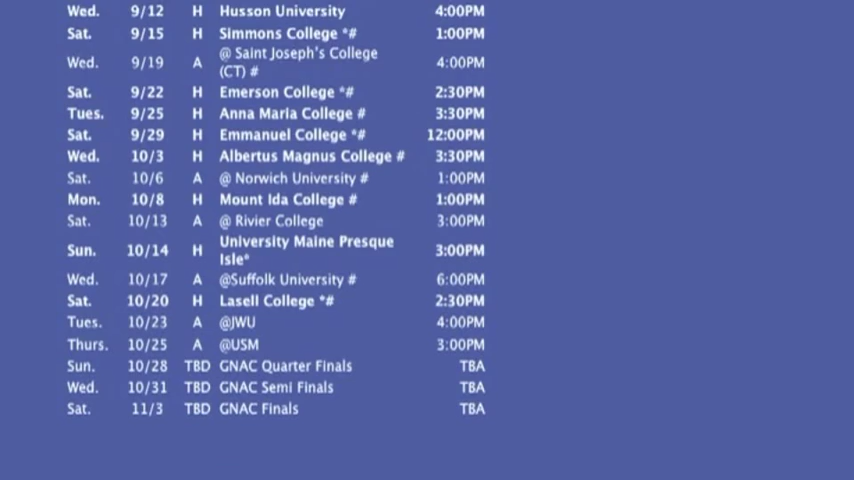 Wed. 9/12 H Husson University 4:00PM
Sat. 9/15 H Simmons College *# 1:00PM
Wed. 9/19 A @ Saint Joseph's College (CT) # 4:00PM
Sat. 9/22 H Emerson College *# 2:30PM
Tues. 9/25 H Anna Maria College # 3:30PM
Sat. 9/29 H Emmanuel College *# 12:00PM
Wed. 10/3 H Albertus Magnus College # 3:30PM
Sat. 10/6 A @ Norwich University # 1:00PM
Mon. 10/8 H Mount Ida College # 1:00PM
Sat. 10/13 A @ Rivier College 3:00PM
Sun. 10/14 H University Maine Presque Isle* 3:00PM
Wed. 10/17 A @Suffolk University # 6:00PM
Sat. 10/20 H Lasell College *# 2:30PM
Tues. 10/23 A @JWU 4:00PM
Thurs. 10/25 A @USM 3:00PM
Sun. 10/28 TBD GNAC Quarter Finals TBA
Wed. 10/31 TBD GNAC Semi Finals TBA
Sat. 11/3 TBD GNAC Finals TBA